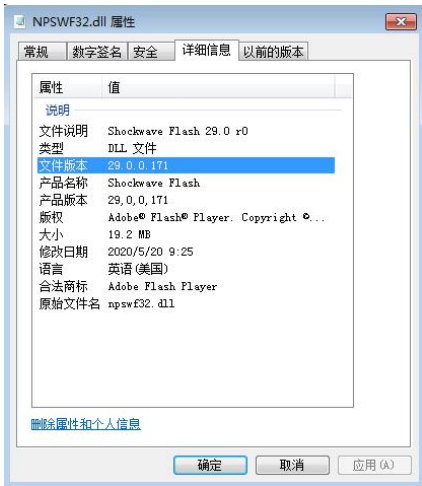 NPSWF32.dll 属性
常规 数字签名 安全 详细信息 以前的版本
属性 值
说明
文件说明 Shockwave Flash 29.0 r0
类型 DLL 文件
文件版本 29.0.0.171
产品名称 Shockwave Flash
产品版本 29,0,0,171
版权 Adobe® Flash® Player. Copyright ©...
大小 19.2 MB
修改日期 2020/5/20 9:25
语言 英语(美国)
合法商标 Adobe Flash Player
原始文件名 npswf32.dll
删除属性和个人信息
确定 取消 应用(A)